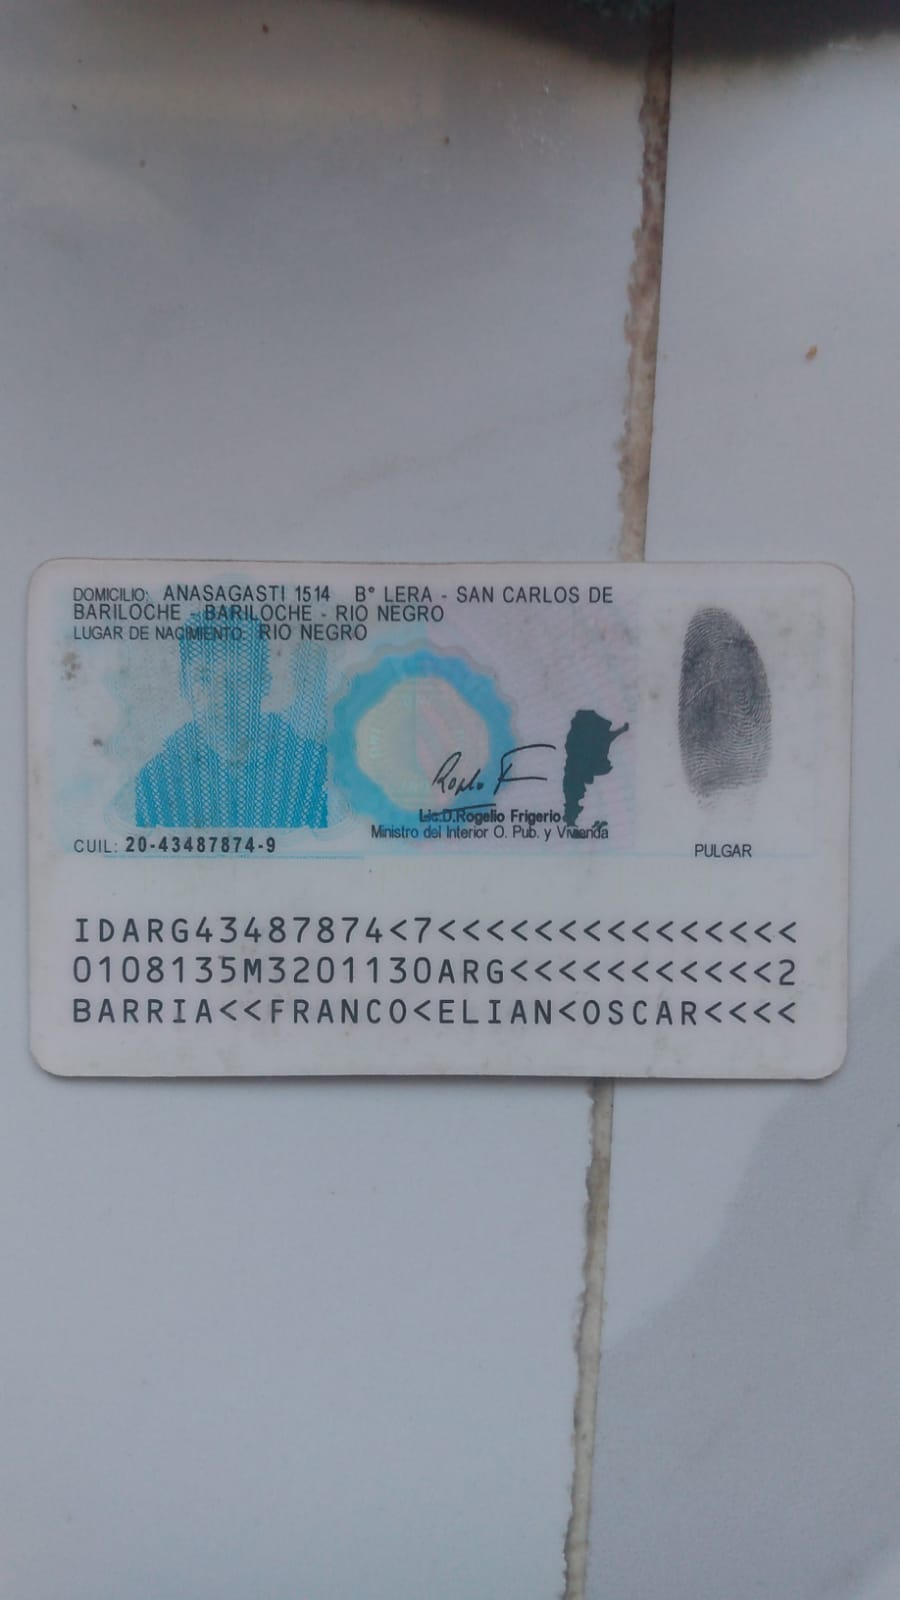 DOMICILIO: ANASAGASTI 1514 B° LERA - SAN CARLOS DE
BARILOCHE - BARILOCHE - RIO NEGRO
LUGAR DE NACIMIENTO: RIO NEGRO
Lic.D.Rogelio Frigerio
Ministro del Interior O. Pub. y Vivienda
CUIL: 20-43487874-9
PULGAR
IDARG43487874<7<<<<<<<<<<<<<<<
0108135M3201130ARG<<<<<<<<<<<2
BARRIA<<FRANCO<ELIAN<OSCAR<<<<